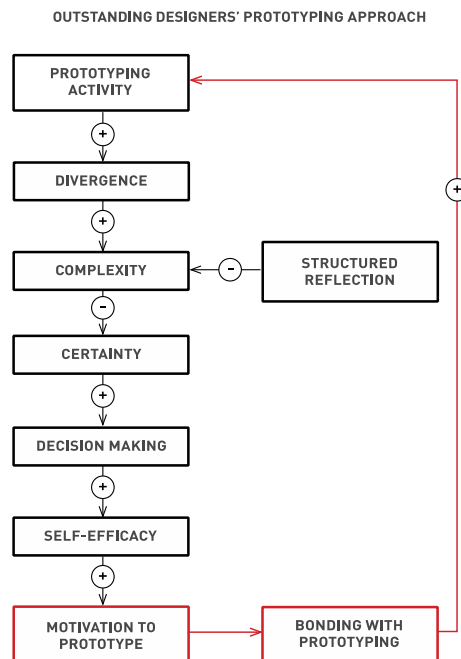 OUTSTANDING DESIGNERS’ PROTOTYPING APPROACH
PROTOTYPING
ACTIVITY
+
+
DIVERGENCE
+
COMPLEXITY
-
STRUCTURED
REFLECTION
-
CERTAINTY
+
DECISION MAKING
+
SELF-EFFICACY
+
MOTIVATION TO
PROTOTYPE
BONDING WITH
PROTOTYPING